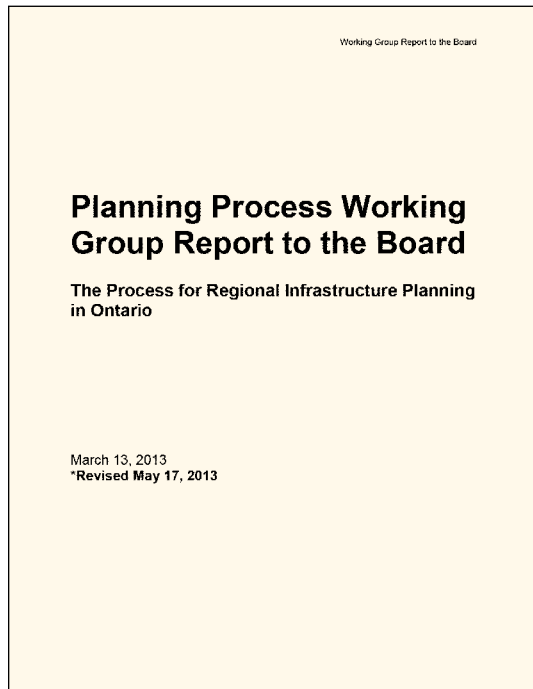 Working Group Report to the Board
Planning Process Working
Group Report to the Board
The Process for Regional Infrastructure Planning
in Ontario
March 13, 2013
*Revised May 17, 2013